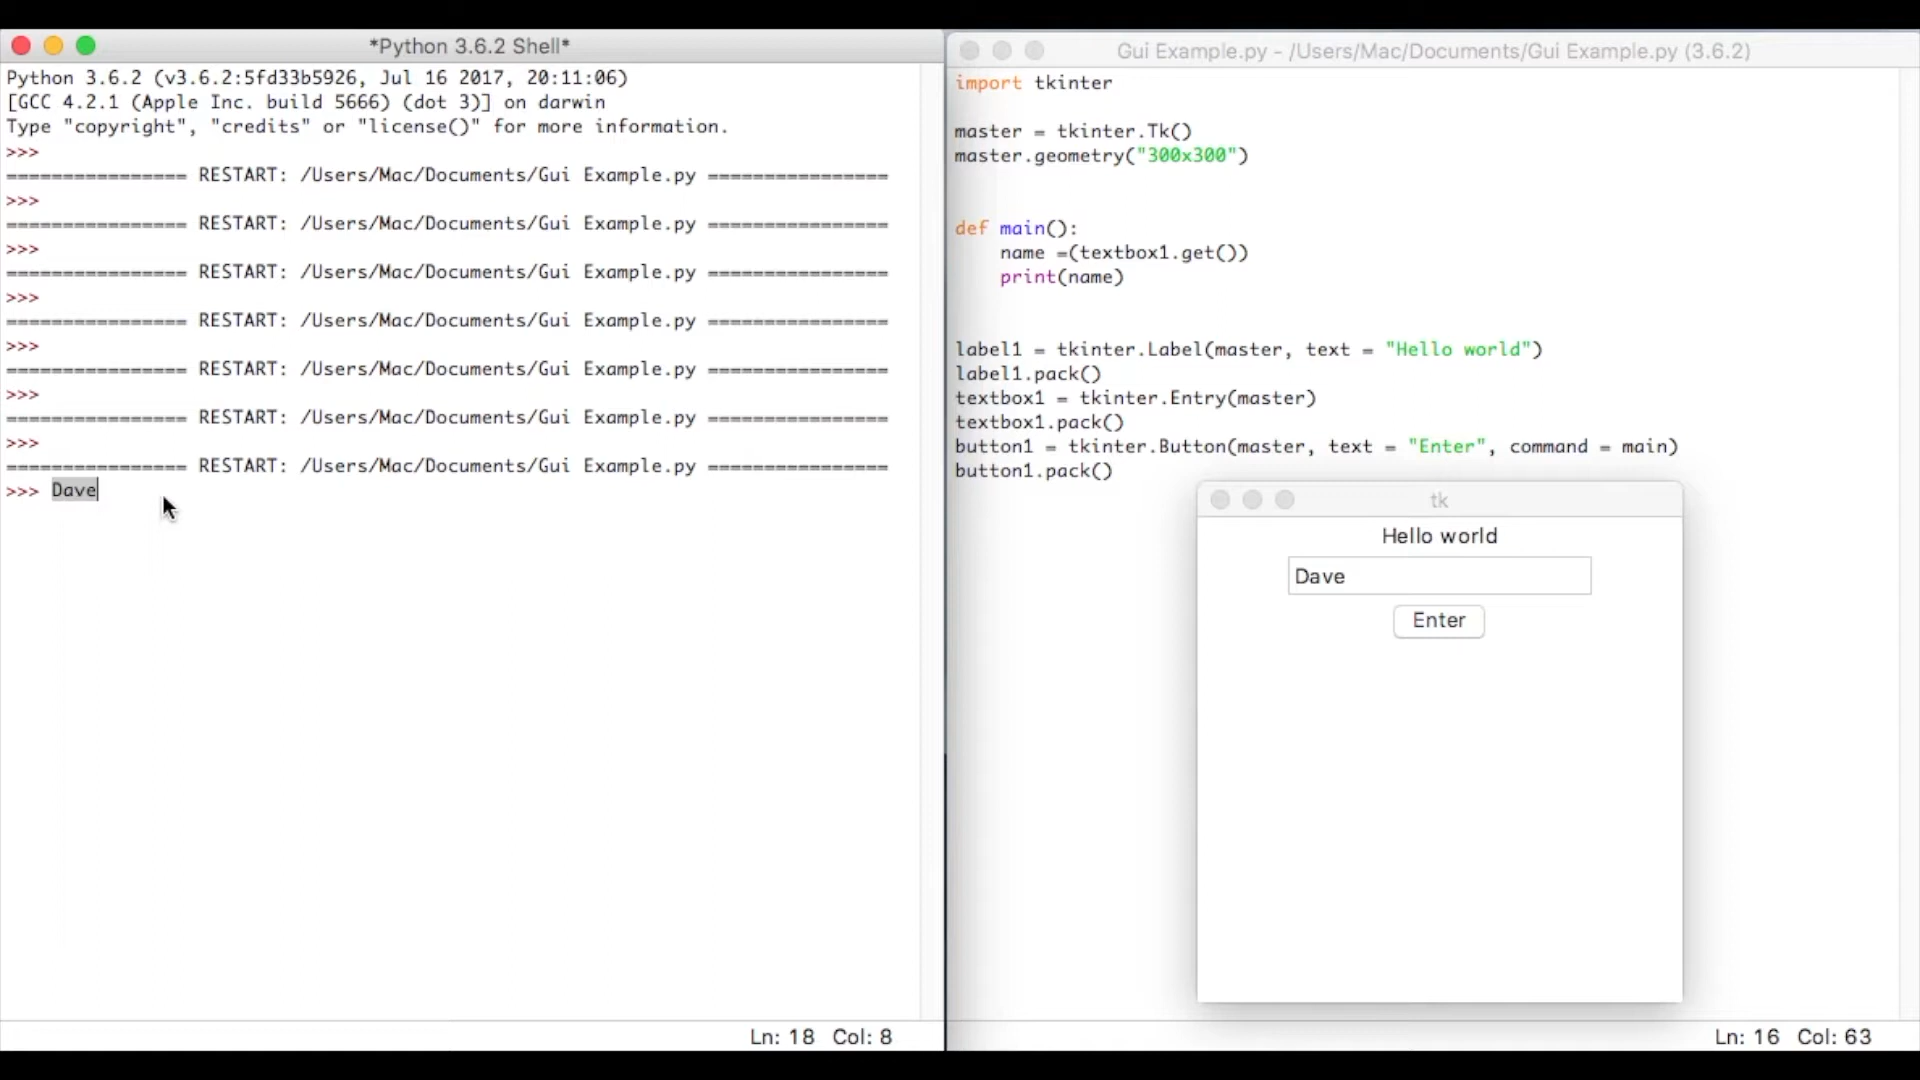 *Python 3.6.2 Shell*
Python 3.6.2 (v3.6.2:5fd33b5926, Jul 16 2017, 20:11:06)
[GCC 4.2.1 (Apple Inc. build 5666) (dot 3)] on darwin
Type "copyright", "credits" or "license()" for more information.
>>>
================ RESTART: /Users/Mac/Documents/Gui Example.py ================
>>>
================ RESTART: /Users/Mac/Documents/Gui Example.py ================
>>>
================ RESTART: /Users/Mac/Documents/Gui Example.py ================
>>>
================ RESTART: /Users/Mac/Documents/Gui Example.py ================
>>>
================ RESTART: /Users/Mac/Documents/Gui Example.py ================
>>>
================ RESTART: /Users/Mac/Documents/Gui Example.py ================
>>>
================ RESTART: /Users/Mac/Documents/Gui Example.py ================
>>> Dave
Ln: 18 Col: 8
Gui Example.py - /Users/Mac/Documents/Gui Example.py (3.6.2)
import tkinter
master = tkinter.Tk()
master.geometry("300x300")
def main():
    name =(textbox1.get())
    print(name)
label1 = tkinter.Label(master, text = "Hello world")
label1.pack()
textbox1 = tkinter.Entry(master)
textbox1.pack()
button1 = tkinter.Button(master, text = "Enter", command = main)
button1.pack()
tk
Hello world
Dave
Enter
Ln: 16 Col: 63